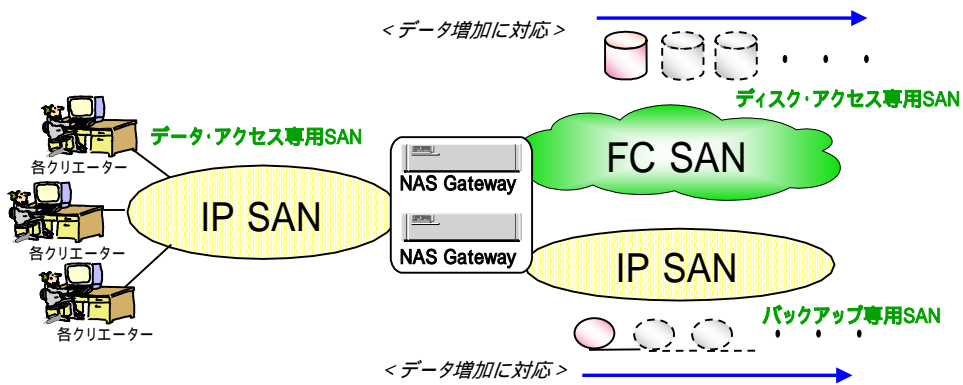 ＜データ増加に対応＞
ディスク・アクセス専用SAN
データ・アクセス専用SAN
各クリエーター
各クリエーター
各クリエーター
IP SAN
NAS Gateway
NAS Gateway
FC SAN
IP SAN
バックアップ専用SAN
＜データ増加に対応＞